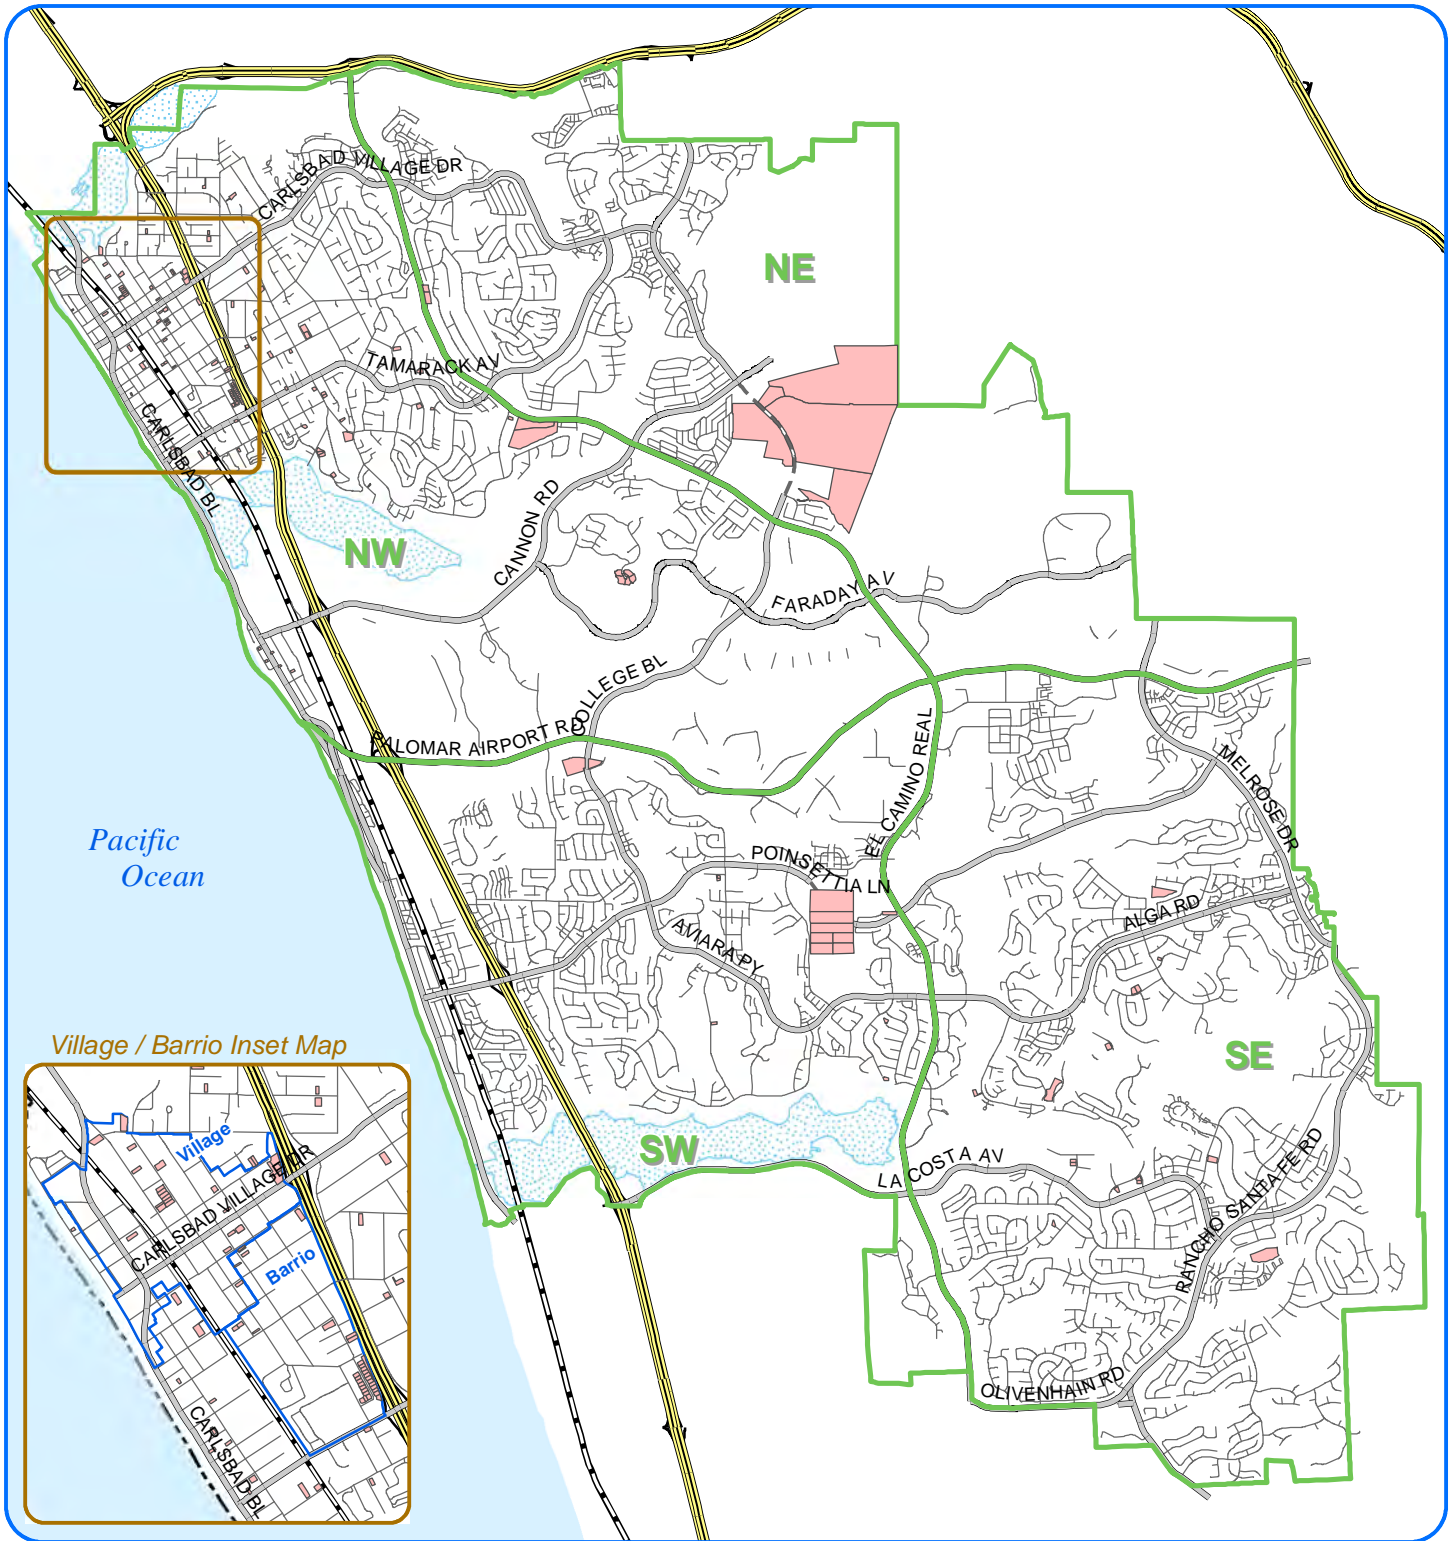 CARLSBAD VILLAGE DR
NE
TAMARACK AV
CARLSBAD BL
CANNON RD
NW
FARADAY AV
COLLEGE BL
PALOMAR AIRPORT RD
EL CAMINO REAL
MELROSE DR
Pacific
Ocean
POINSETTIA LN
ALGA RD
AVIARA PY
SE
SW
LA COSTA AV
RANCHO SANTA FE RD
OLIVENHAIN RD
Village / Barrio Inset Map
Village
CARLSBAD VILLAGE DR
Barrio
CARLSBAD BL